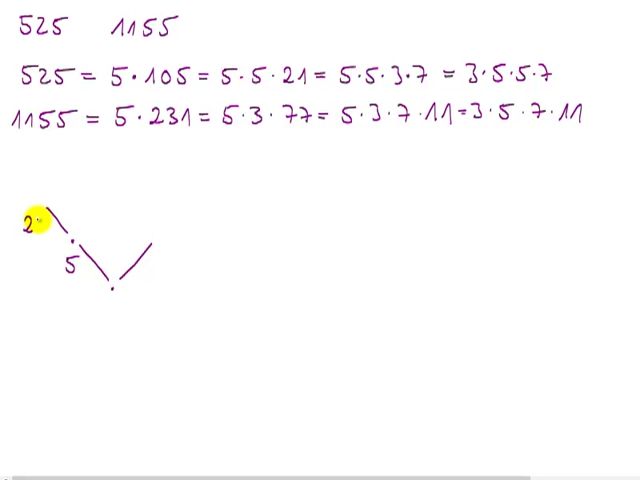 525 1155
525 = 5 · 105 = 5 · 5 · 21 = 5 · 5 · 3 · 7 = 3 · 5 · 5 · 7
1155 = 5 · 231 = 5 · 3 · 77 = 5 · 3 · 7 · 11 = 3 · 5 · 7 · 11
2
5